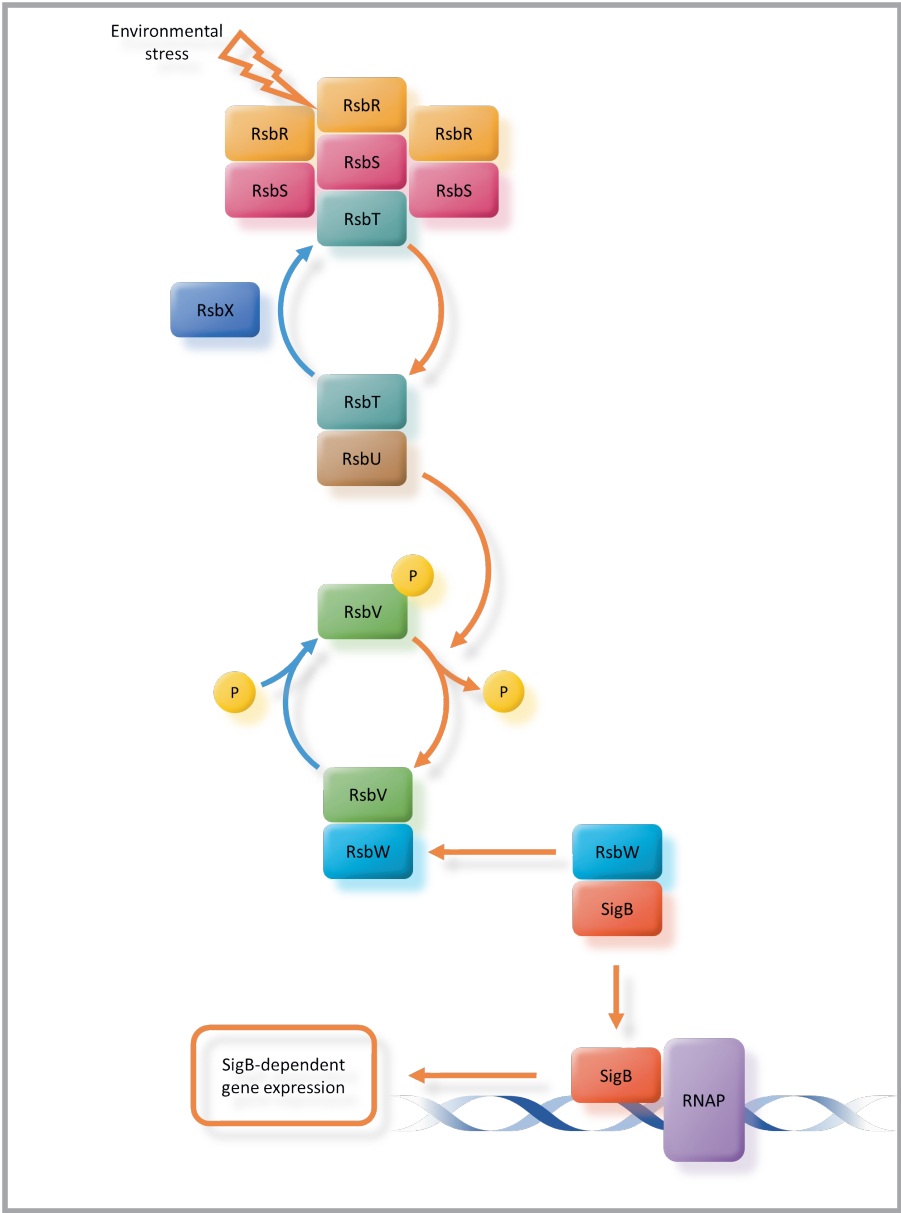 Environmental
stress
RsbR
RsbR
RsbR
RsbS
RsbS
RsbS
RsbT
RsbX
RsbT
RsbU
P
RsbV
P
P
RsbV
RsbW
RsbW
SigB
SigB-dependent
gene expression
SigB
RNAP